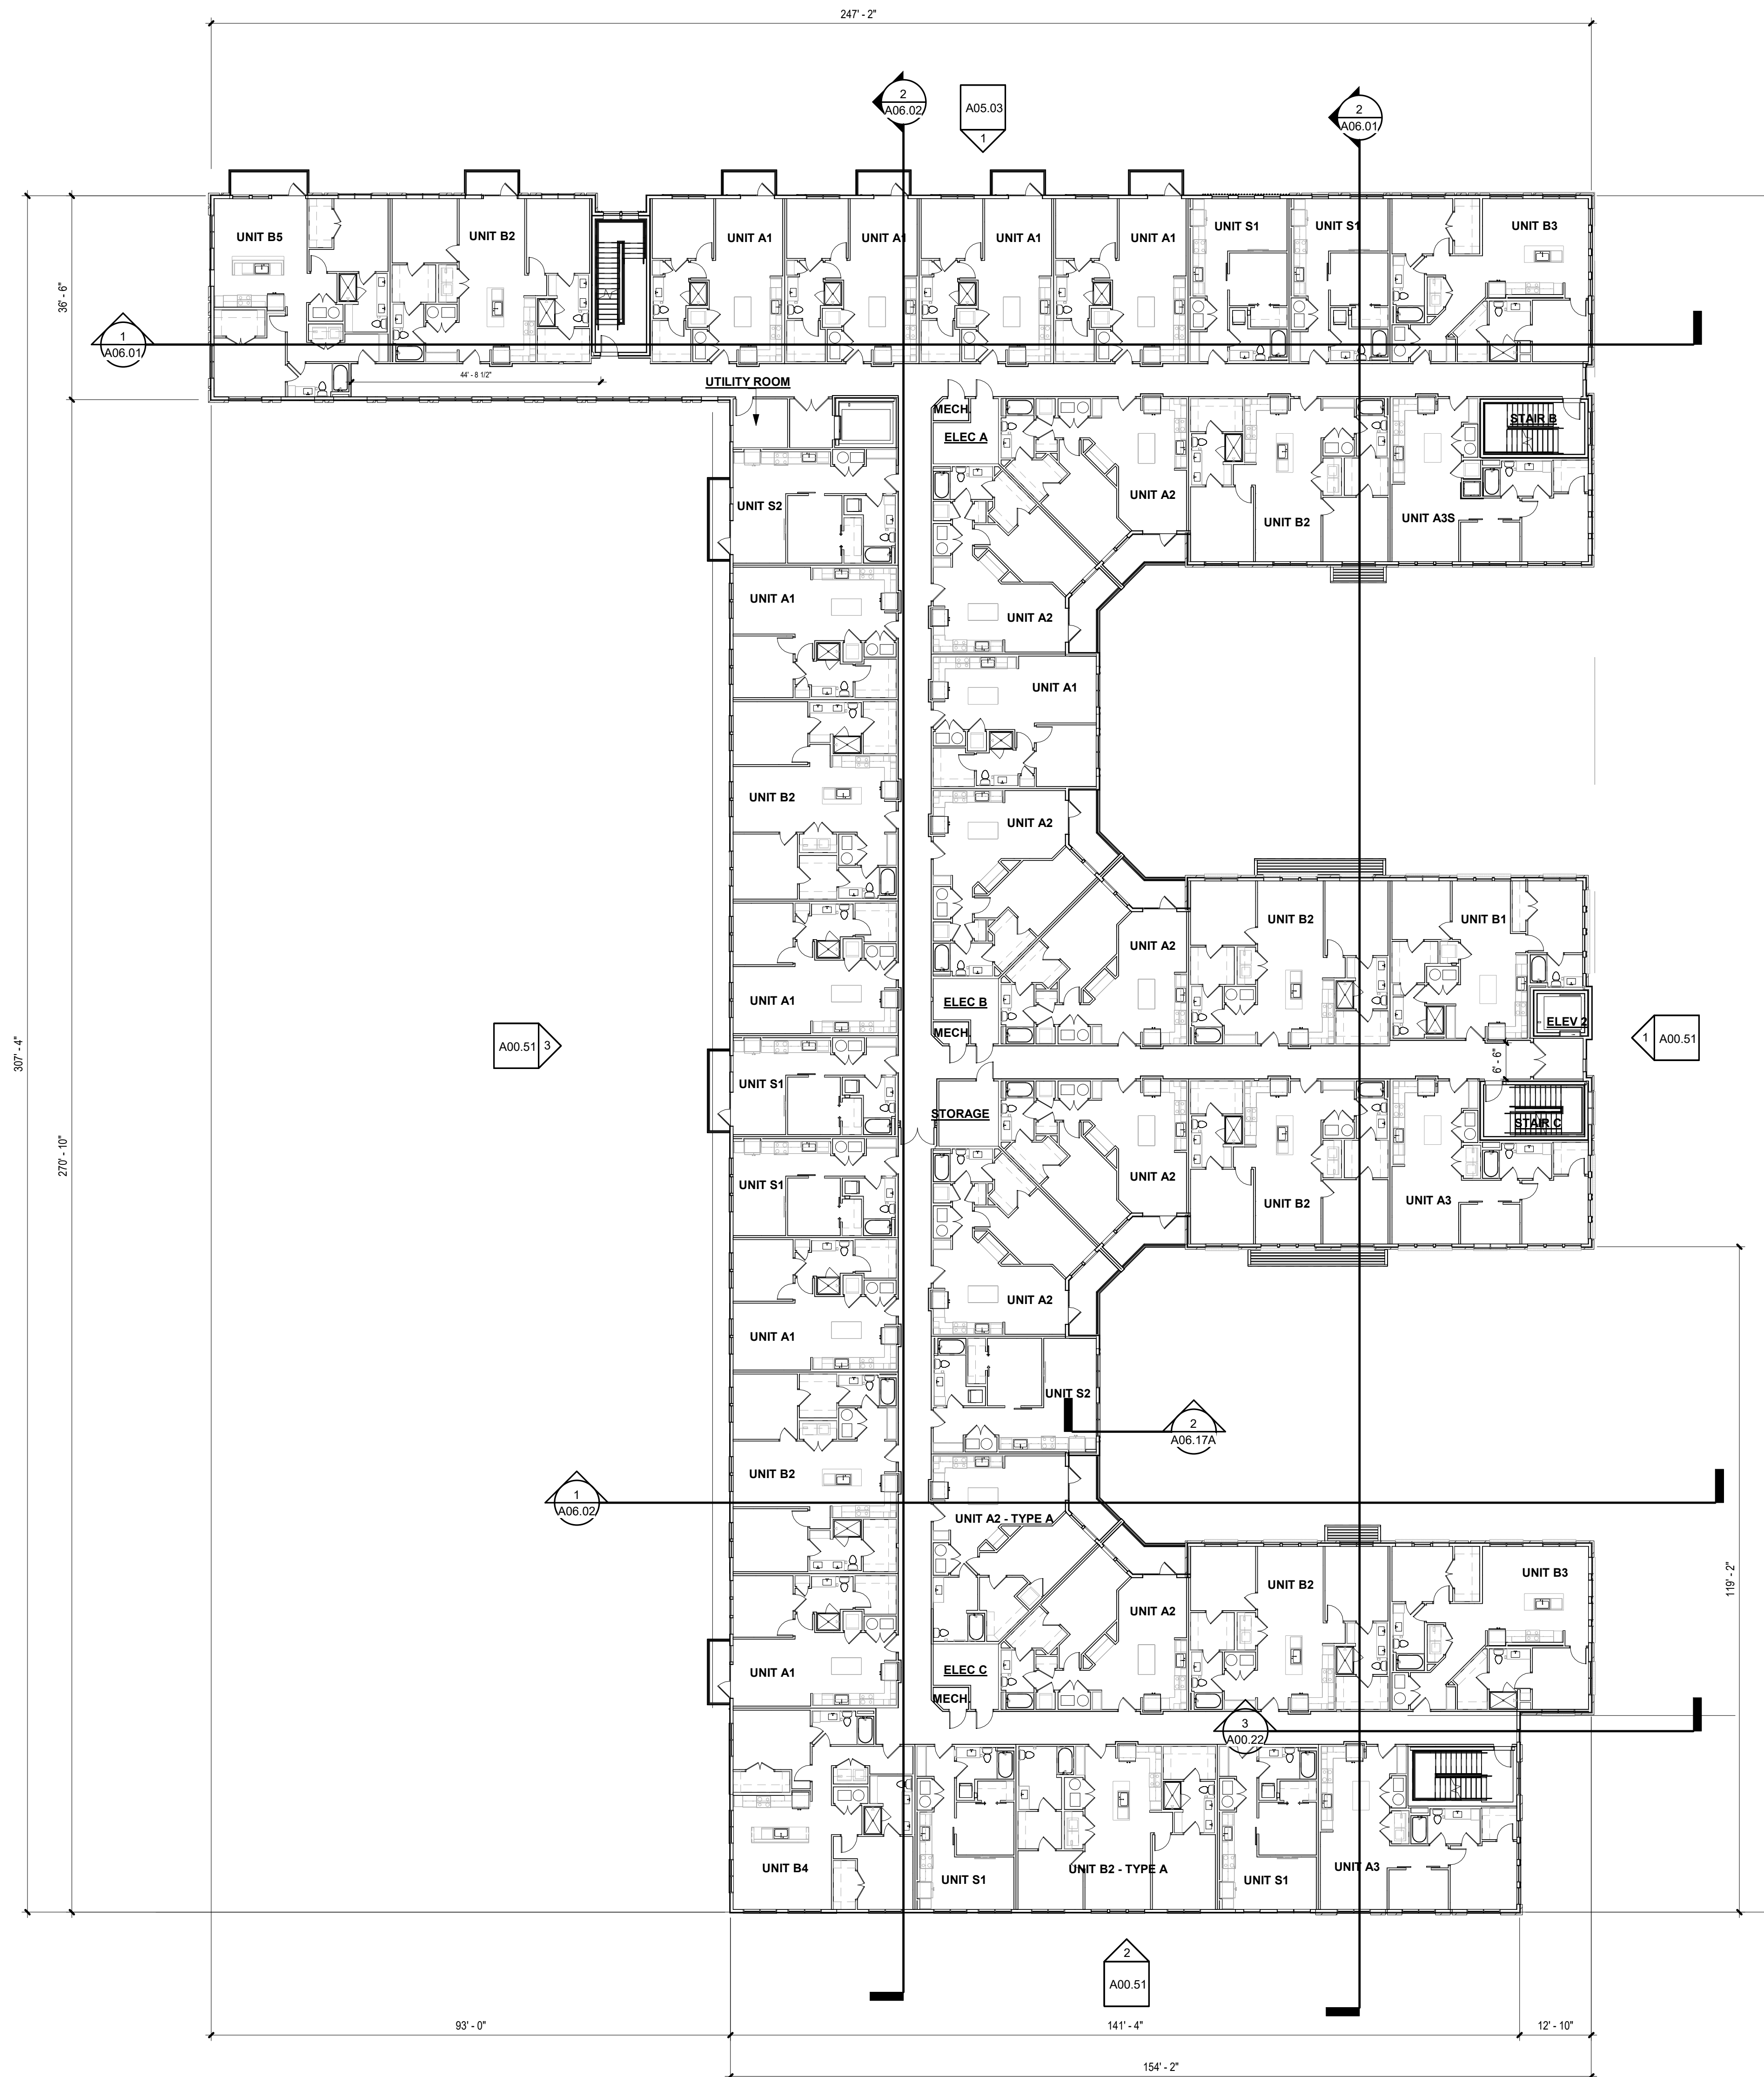 247' - 2"
2
A06.02
A05.03
1
2
A06.01
UNIT B5
UNIT B2
UNIT A1
UNIT A1
UNIT A1
UNIT A1
UNIT S1
UNIT S1
UNIT B3
36' - 6"
1
A06.01
44' - 8 1/2"
UTILITY ROOM
MECH.
ELEC A
STAIR B
UNIT S2
UNIT A2
UNIT B2
UNIT A3S
UNIT A1
UNIT A2
UNIT A1
UNIT B2
UNIT A2
UNIT A2
UNIT B2
UNIT B1
UNIT A1
ELEC B
MECH.
ELEV 2
307' - 4"
A00.51
3
1
A00.51
6' - 6"
UNIT S1
STORAGE
STAIR C
270' - 10"
UNIT S1
UNIT A2
UNIT B2
UNIT A3
UNIT A1
UNIT A2
UNIT S2
2
A06.17A
UNIT B2
1
A06.02
UNIT A2 - TYPE A
UNIT A2
UNIT B2
UNIT B3
119' - 2"
UNIT A1
ELEC C
MECH.
3
A00.22
UNIT B4
UNIT S1
UNIT B2 - TYPE A
UNIT S1
UNIT A3
2
A00.51
93' - 0"
141' - 4"
12' - 10"
154' - 2"